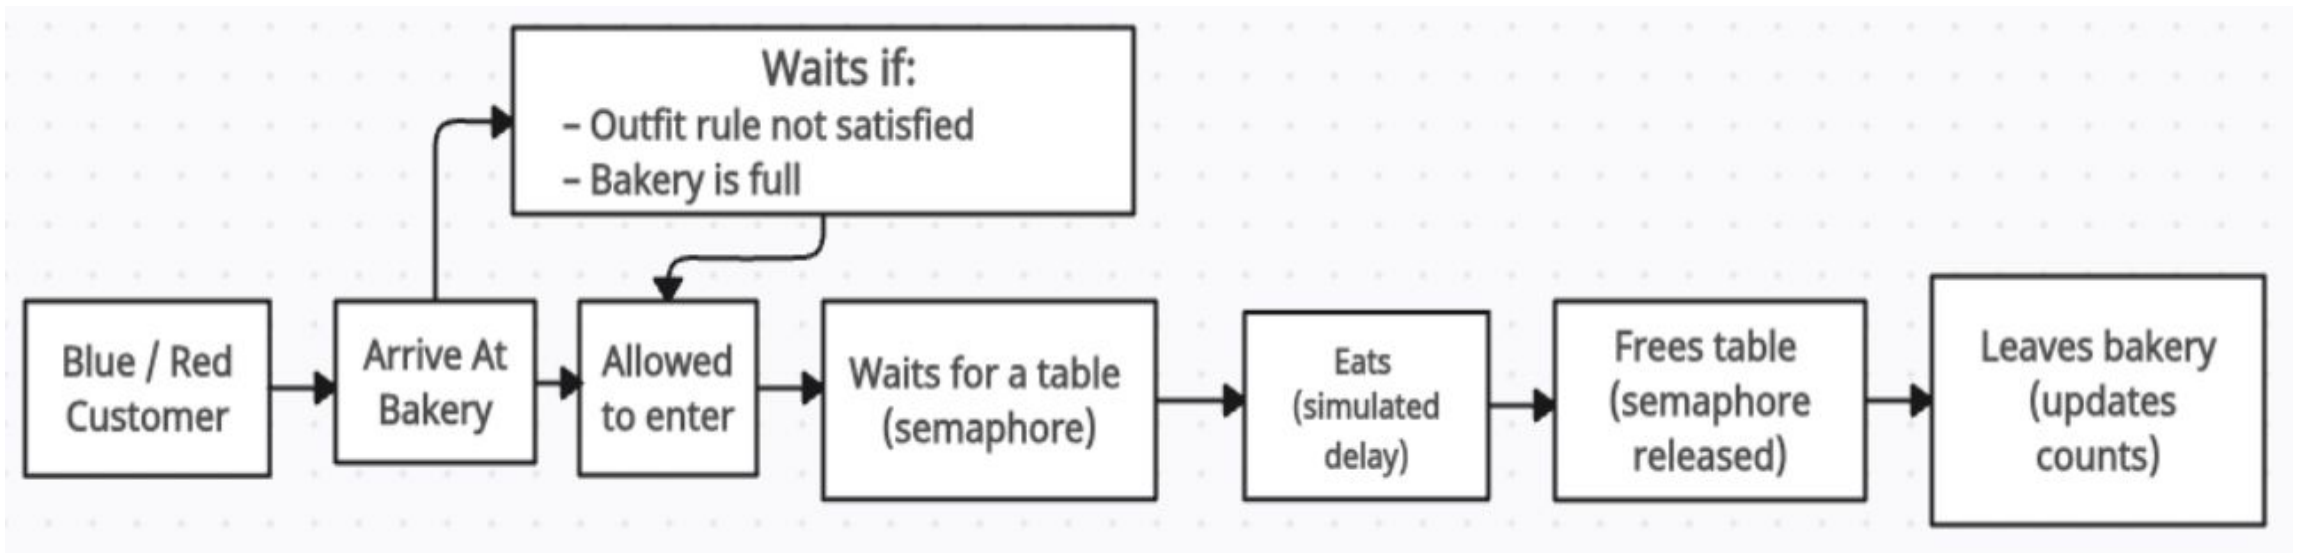 Waits if:
– Outfit rule not satisfied
– Bakery is full
Blue / Red
Customer
Arrive At
Bakery
Allowed
to enter
Waits for a table
(semaphore)
Eats
(simulated
delay)
Frees table
(semaphore
released)
Leaves bakery
(updates
counts)